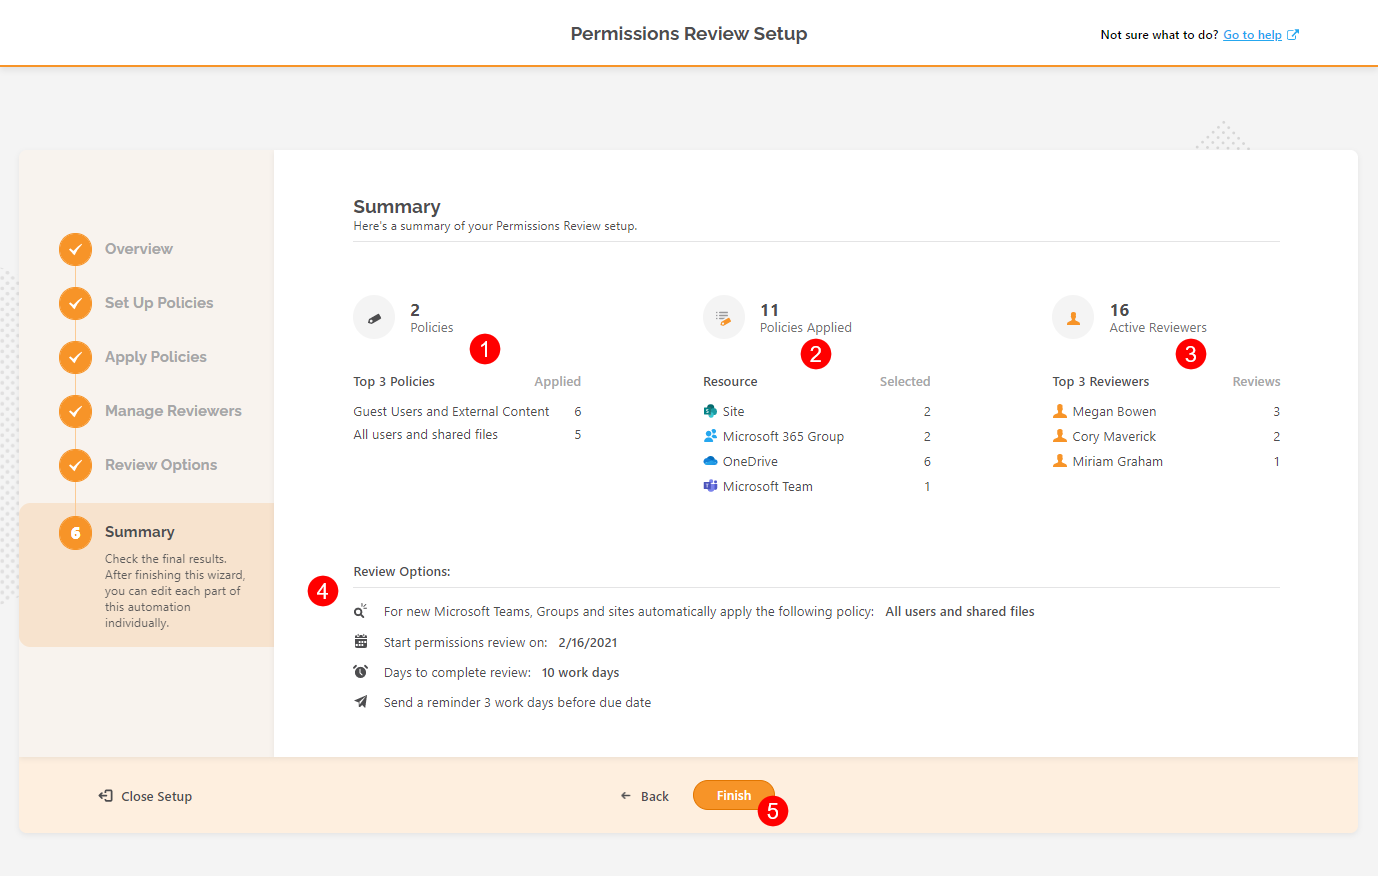 Permissions Review Setup
Not sure what to do? Go to help
Overview
Set Up Policies
Apply Policies
Manage Reviewers
Review Options
6
Summary
Check the final results.
After finishing this wizard,
you can edit each part of
this automation
individually.
Summary
Here's a summary of your Permissions Review setup.
2
Policies
1
Top 3 Policies Applied
Guest Users and External Content 6
All users and shared files 5
11
Policies Applied
2
Resource Selected
Site 2
Microsoft 365 Group 2
OneDrive 6
Microsoft Team 1
16
Active Reviewers
3
Top 3 Reviewers Reviews
Megan Bowen 3
Cory Maverick 2
Miriam Graham 1
Review Options:
4
For new Microsoft Teams, Groups and sites automatically apply the following policy: All users and shared files
Start permissions review on: 2/16/2021
Days to complete review: 10 work days
Send a reminder 3 work days before due date
Close Setup
Back
Finish
5